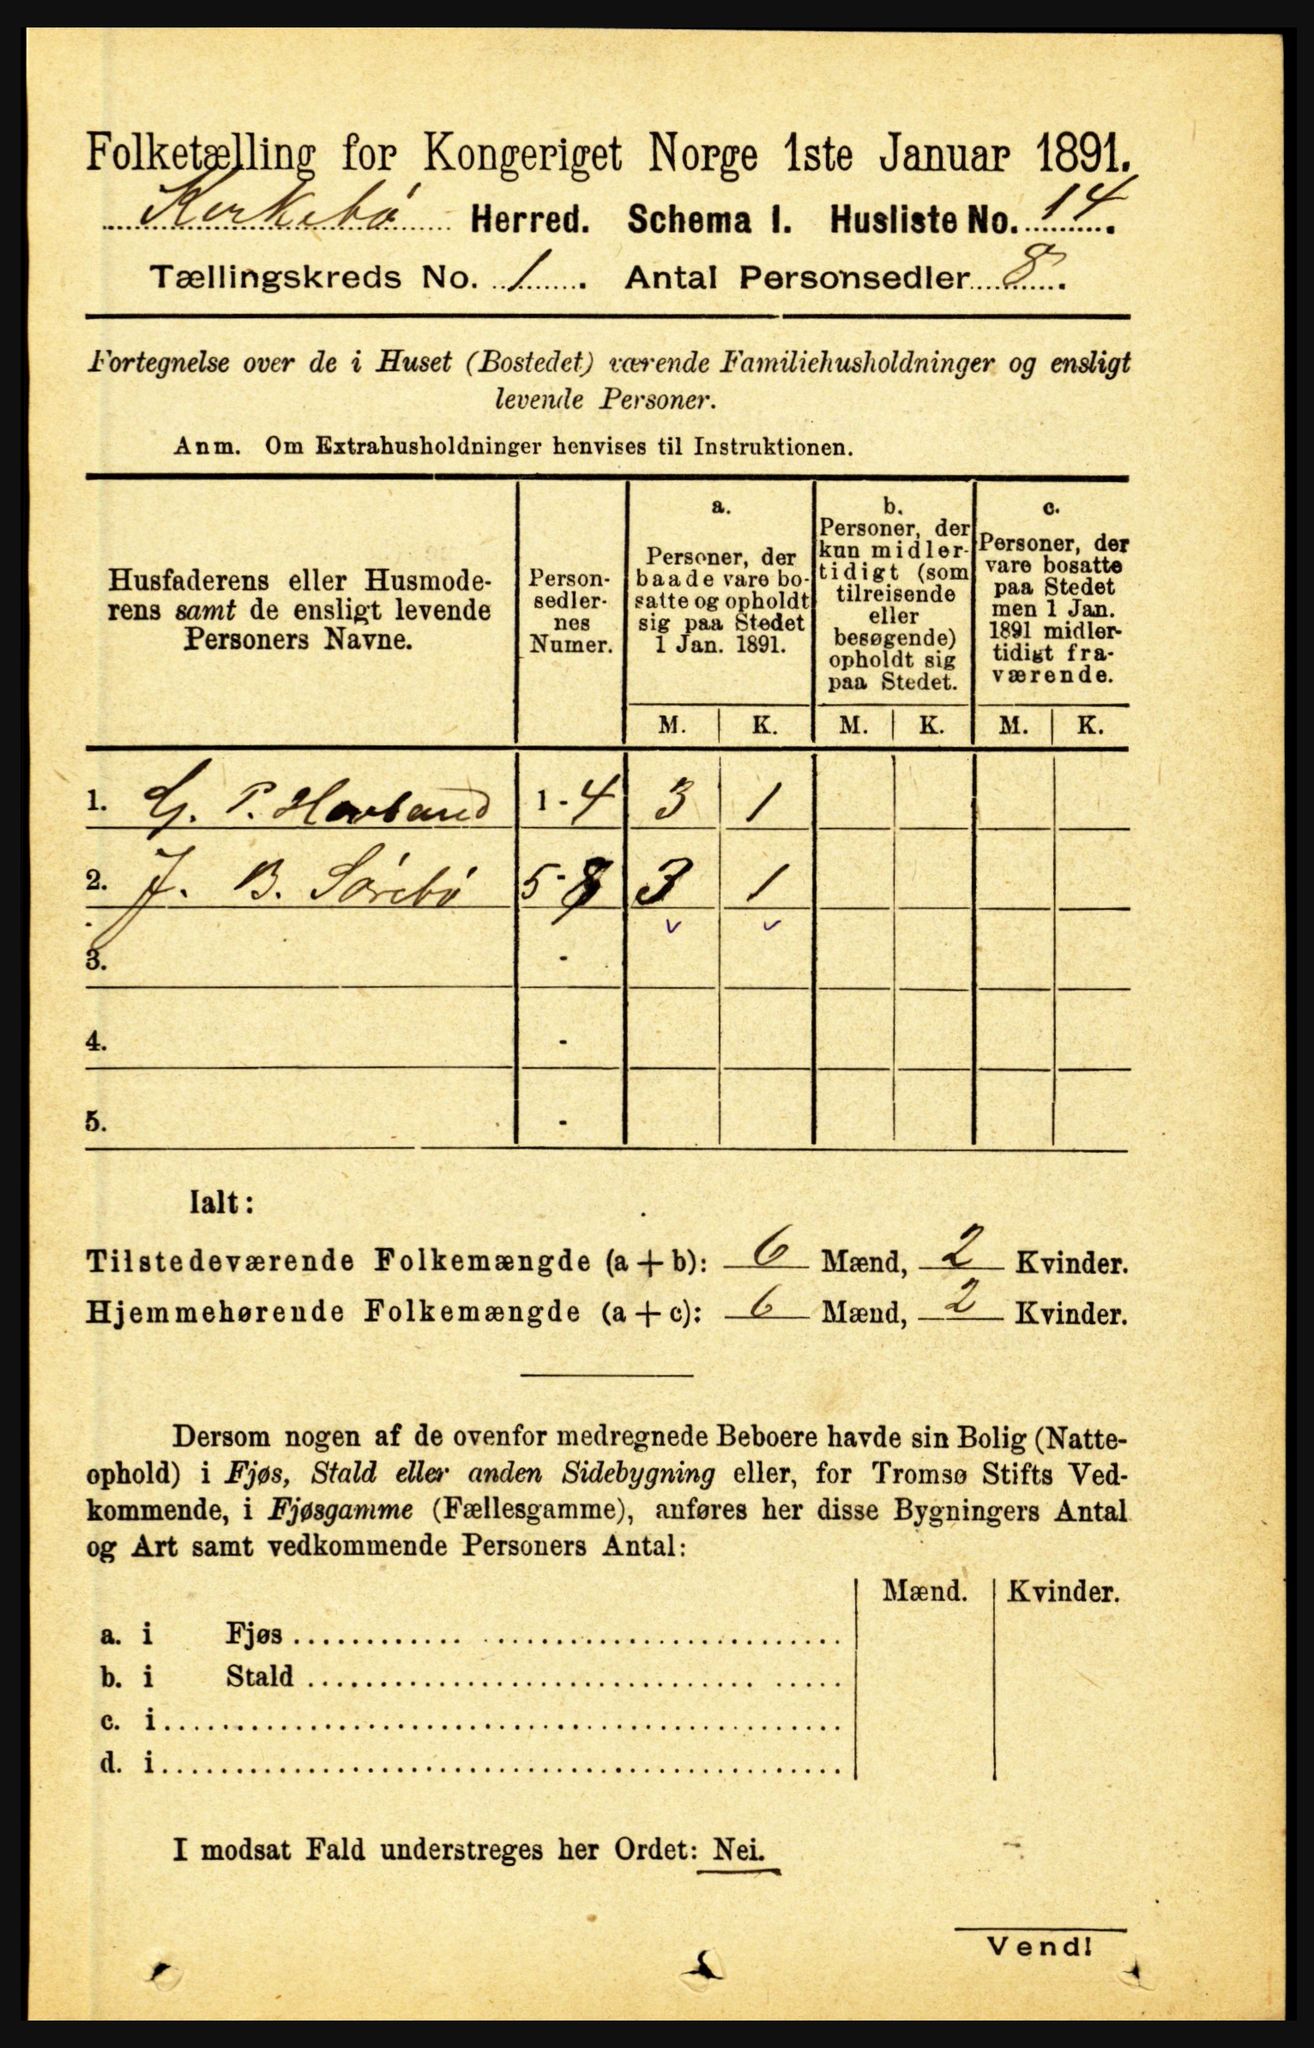 Folketælling for Kongeriget Norge 1ste Januar 1891.
Kirkebø Herred. Schema I. Husliste No. 14.
Tællingskreds No. 1. Antal Personsedler 8.
Fortegnelse over de i Huset (Bostedet) værende Familiehusholdninger og ensligt
levende Personer.
Anm. Om Extrahusholdninger henvises til Instruktionen.
Husfaderens eller Husmode-
rens samt de ensligt levende
Personers Navne.
Person-
sedler-
nes
Numer.
a.
Personer, der
baade vare bo-
satte og opholdt
sig paa Stedet
1 Jan. 1891.
b.
Personer, der
kun midler-
tidigt (som
tilreisende
eller
besøgende)
opholdt sig
paa Stedet.
c.
Personer, der
vare bosatte
paa Stedet
men 1 Jan.
1891 midler-
tidigt fra-
værende.
M. K. M. K. M. K.
1. G. P. Hovland 1-4 3 1
2. J. B. Sørebø 5-8 3 1
3. -
4. -
5. -
Ialt:
Tilstedeværende Folkemængde (a+b): 6 Mænd, 2 Kvinder.
Hjemmehørende Folkemængde (a+c): 6 Mænd, 2 Kvinder.
Dersom nogen af de ovenfor medregnede Beboere havde sin Bolig (Natte-
ophold) i Fjøs, Stald eller anden Sidebygning eller, for Tromsø Stifts Ved-
kommende, i Fjøsgamme (Fællesgamme), anføres her disse Bygningers Antal
og Art samt vedkommende Personers Antal:
Mænd. Kvinder.
a. i Fjøs
b. i Stald
c. i
d. i
I modsat Fald understreges her Ordet: Nei.
Vend!